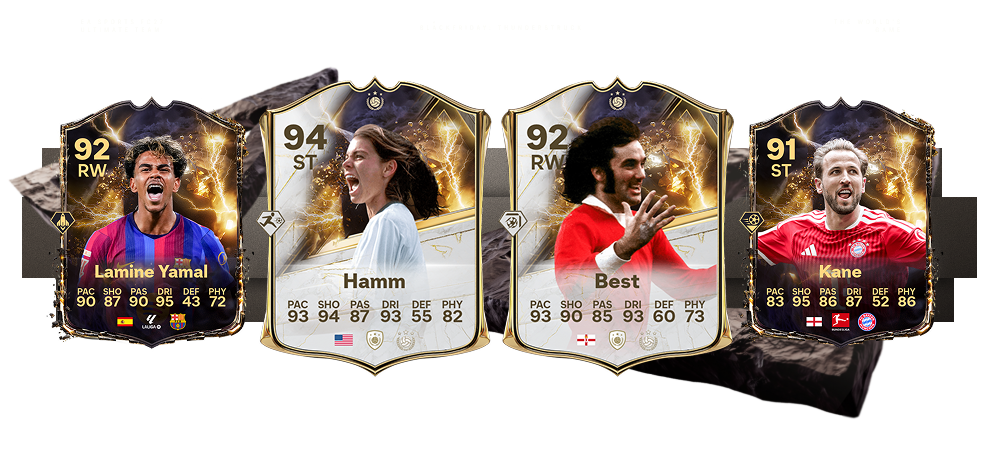 92
RW
Lamine Yamal
PAC SHO PAS DRI DEF PHY
90 87 90 95 43 72
LALIGA
94
ST
Hamm
PAC SHO PAS DRI DEF PHY
93 94 87 93 55 82
92
RW
Best
PAC SHO PAS DRI DEF PHY
93 90 85 93 60 73
91
ST
Kane
PAC SHO PAS DRI DEF PHY
83 95 86 87 52 86
BUNDESLIGA